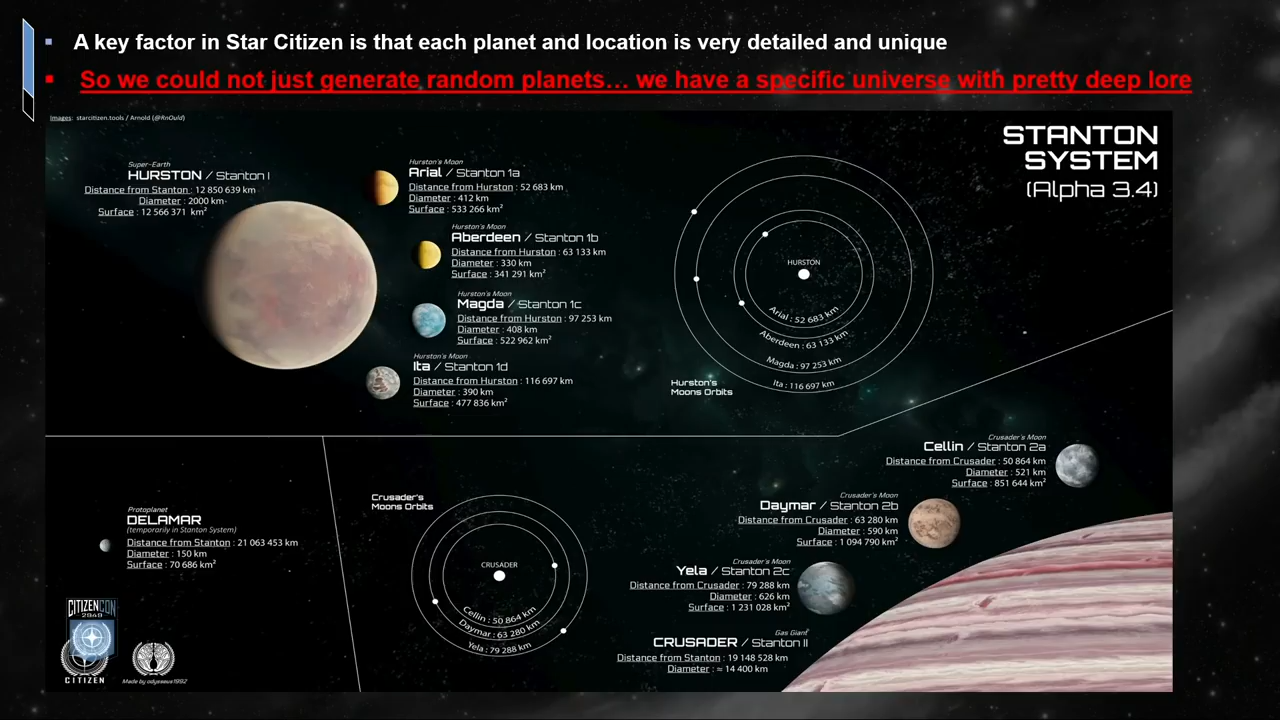 A key factor in Star Citizen is that each planet and location is very detailed and unique
So we could not just generate random planets… we have a specific universe with pretty deep lore
Images: starcitizen.tools / Arnold (@RnOuld)
STANTON
SYSTEM
(Alpha 3.4)
Super-Earth
HURSTON / Stanton I
Distance from Stanton : 12 850 639 km
Diameter : 2000 km
Surface : 12 566 371 km²
Hurston's Moon
Arial / Stanton 1a
Distance from Hurston : 52 683 km
Diameter : 412 km
Surface : 533 266 km²
Hurston's Moon
Aberdeen / Stanton 1b
Distance from Hurston : 63 133 km
Diameter : 330 km
Surface : 341 291 km²
Hurston's Moon
Magda / Stanton 1c
Distance from Hurston : 97 253 km
Diameter : 408 km
Surface : 522 962 km²
Hurston's Moon
Ita / Stanton 1d
Distance from Hurston : 116 697 km
Diameter : 390 km
Surface : 477 836 km²
HURSTON
Arial : 52 683 km
Aberdeen : 63 133 km
Magda : 97 253 km
Ita : 116 697 km
Hurston's
Moons Orbits
Protoplanet
DELAMAR
(temporarily in Stanton System)
Distance from Stanton : 21 063 453 km
Diameter : 150 km
Surface : 70 686 km²
Crusader's
Moons Orbits
CRUSADER
Cellin : 50 864 km
Daymar : 63 280 km
Yela : 79 288 km
Crusader's Moon
Cellin / Stanton 2a
Distance from Crusader : 50 864 km
Diameter : 521 km
Surface : 851 644 km²
Crusader's Moon
Daymar / Stanton 2b
Distance from Crusader : 63 280 km
Diameter : 590 km
Surface : 1 094 790 km²
Crusader's Moon
Yela / Stanton 2c
Distance from Crusader : 79 288 km
Diameter : 626 km
Surface : 1 231 028 km²
Gas Giant
CRUSADER / Stanton II
Distance from Stanton : 19 148 528 km
Diameter : ≈ 14 400 km
CITIZENCON
2949
CITIZEN
Made by odysseus1992